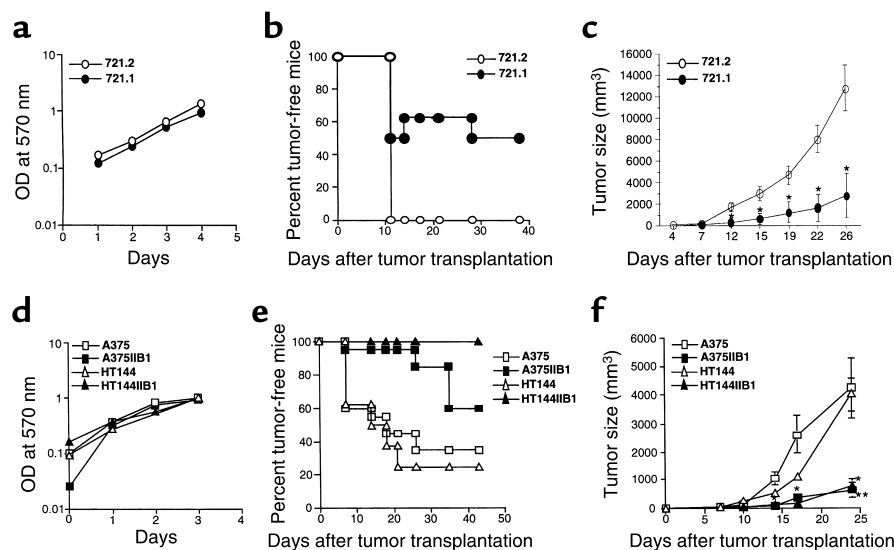 a
OD at 570 nm
10
1
0.1
0.01
721.2
721.1
0 1 2 3 4 5
Days
b
Percent tumor-free mice
100
80
60
40
20
0
721.2
721.1
0 10 20 30 40
Days after tumor transplantation
c
Tumor size (mm³)
16000
14000
12000
10000
8000
6000
4000
2000
0
721.2
721.1
* * * * * *
4 7 12 15 19 22 26
Days after tumor transplantation
d
OD at 570 nm
10
1
0.1
0.01
A375
A375IIB1
HT144
HT144IIB1
0 1 2 3 4
Days
e
Percent tumor-free mice
100
80
60
40
20
0
A375
A375IIB1
HT144
HT144IIB1
0 10 20 30 40 50
Days after tumor transplantation
f
Tumor size (mm³)
6000
5000
4000
3000
2000
1000
0
A375
A375IIB1
HT144
HT144IIB1
* *
*
**
0 5 10 15 20 25
Days after tumor transplantation